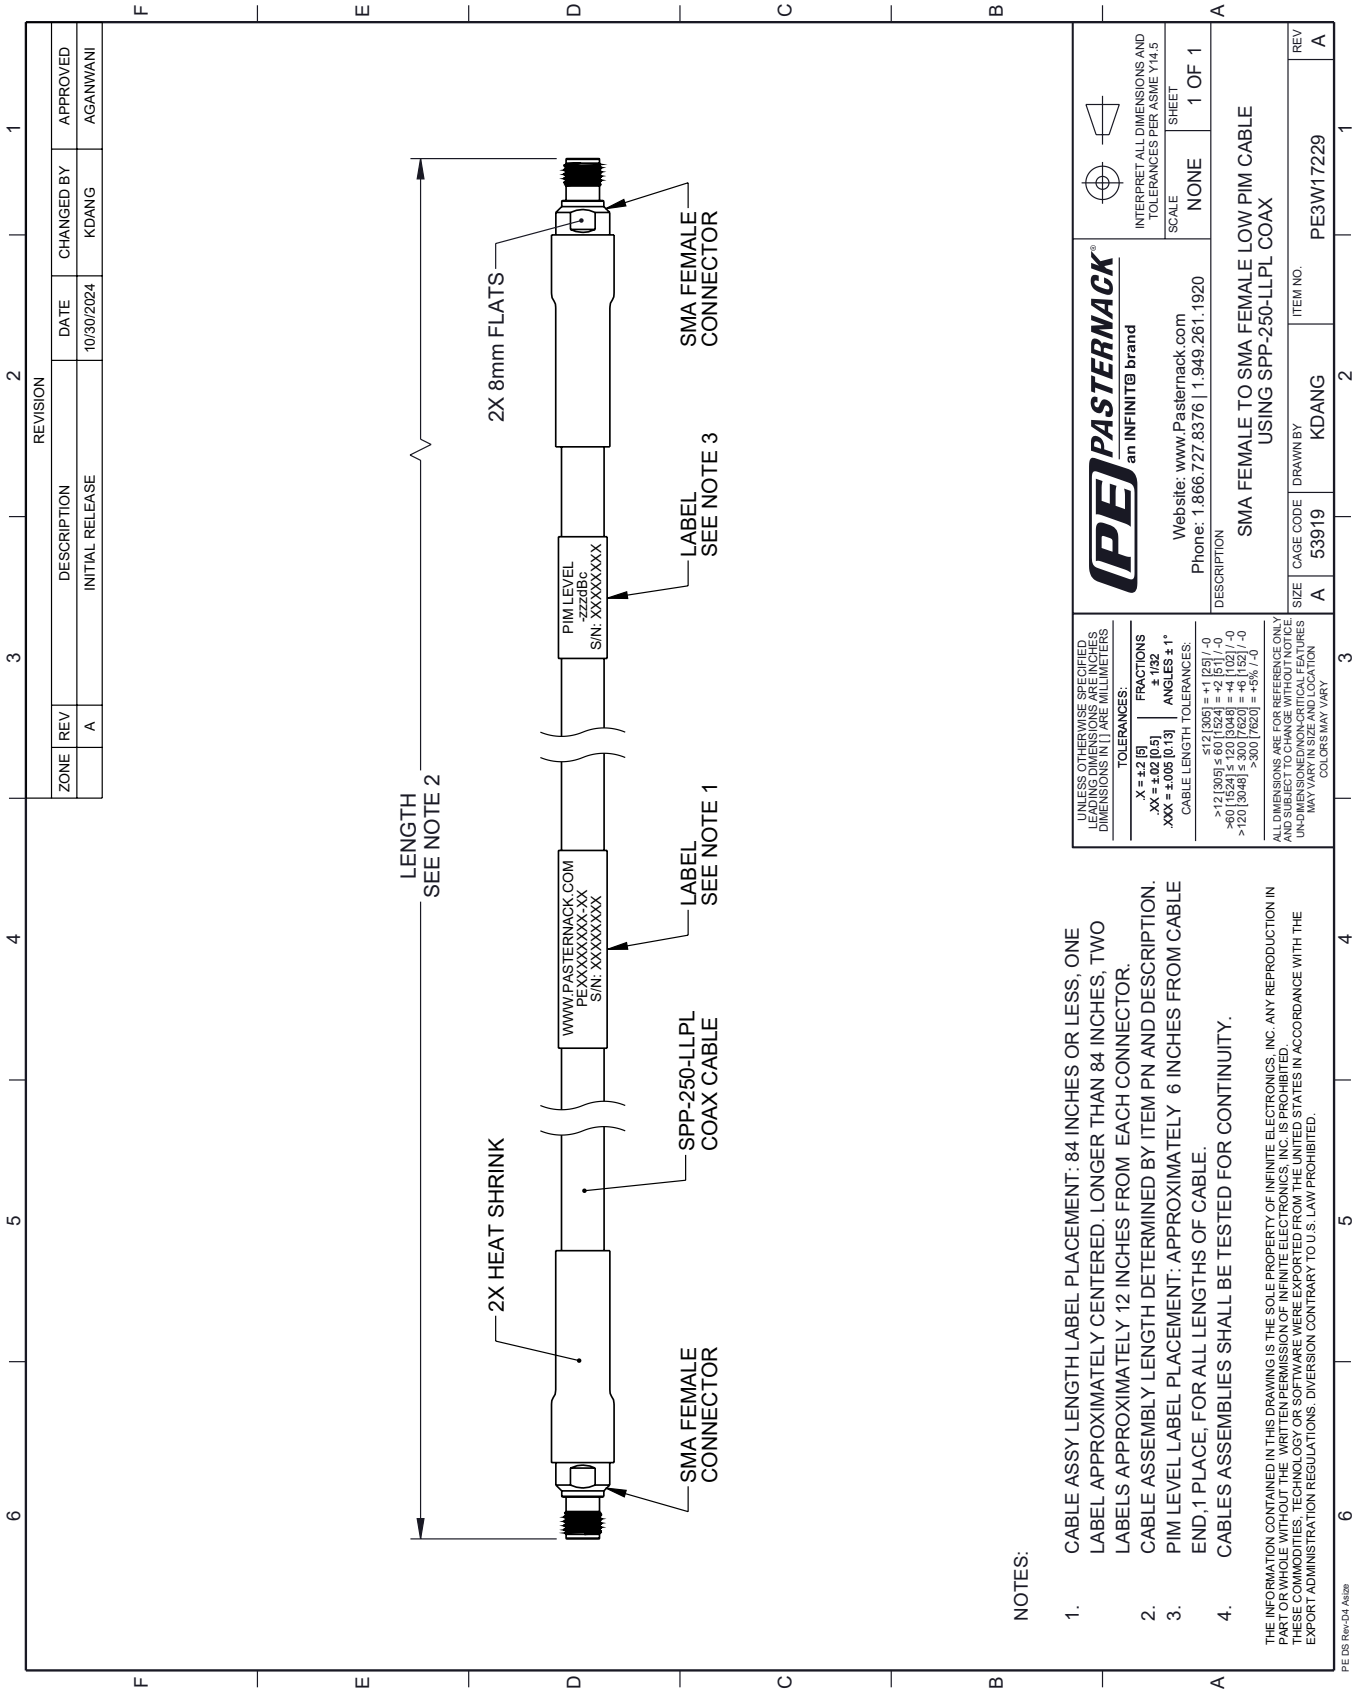 REVISION
ZONE REV DESCRIPTION DATE CHANGED BY APPROVED
A INITIAL RELEASE 10/30/2024 KDANG AGANWANI
6 5 4 3 2 1
F F
E E
D D
C C
B B
A A
LENGTH
SEE NOTE 2
2X HEAT SHRINK
2X 8mm FLATS
WWW.PASTERNACK.COM
PEXXXXXXXX-XX
S/N: XXXXXXXX
PIM LEVEL
-zzzdBc
S/N: XXXXXXXX
SMA FEMALE
CONNECTOR
SPP-250-LLPL
COAX CABLE
LABEL
SEE NOTE 1
LABEL
SEE NOTE 3
SMA FEMALE
CONNECTOR
NOTES:
1. CABLE ASSY LENGTH LABEL PLACEMENT: 84 INCHES OR LESS, ONE
LABEL APPROXIMATELY CENTERED. LONGER THAN 84 INCHES, TWO
LABELS APPROXIMATELY 12 INCHES FROM EACH CONNECTOR.
2. CABLE ASSEMBLY LENGTH DETERMINED BY ITEM PN AND DESCRIPTION.
3. PIM LEVEL LABEL PLACEMENT: APPROXIMATELY 6 INCHES FROM CABLE
END,1 PLACE, FOR ALL LENGTHS OF CABLE.
4. CABLES ASSEMBLIES SHALL BE TESTED FOR CONTINUITY.
THE INFORMATION CONTAINED IN THIS DRAWING IS THE SOLE PROPERTY OF INFINITE ELECTRONICS, INC. ANY REPRODUCTION IN
PART OR WHOLE WITHOUT THE WRITTEN PERMISSION OF INFINITE ELECTRONICS, INC. IS PROHIBITED.
THESE COMMODITIES, TECHNOLOGY OR SOFTWARE WERE EXPORTED FROM THE UNITED STATES IN ACCORDANCE WITH THE
EXPORT ADMINISTRATION REGULATIONS. DIVERSION CONTRARY TO U.S. LAW PROHIBITED.
UNLESS OTHERWISE SPECIFIED
LEADING DIMENSIONS ARE INCHES
DIMENSIONS IN [ ] ARE MILLIMETERS
TOLERANCES:
.X = ±.2 [5]
.XX = ±.02 [0.5]
.XXX = ±.005 [0.13]
FRACTIONS
± 1/32
ANGLES ± 1°
CABLE LENGTH TOLERANCES:
≤12 [305] = +1 [25] / -0
>12 [305] ≤ 60 [1524] = +2 [51] / -0
>60 [1524] ≤ 120 [3048] = +4 [102] / -0
>120 [3048] ≤ 300 [7620] = +6 [152] / -0
>300 [7620] = +5% / -0
ALL DIMENSIONS ARE FOR REFERENCE ONLY
AND SUBJECT TO CHANGE WITHOUT NOTICE.
UN-DIMENSIONED/NON-CRITICAL FEATURES
MAY VARY IN SIZE AND LOCATION
COLORS MAY VARY
PE PASTERNACK®
an INFINIT@ brand
Website: www.Pasternack.com
Phone: 1.866.727.8376 | 1.949.261.1920
INTERPRET ALL DIMENSIONS AND
TOLERANCES PER ASME Y14.5
SCALE NONE
SHEET 1 OF 1
DESCRIPTION
SMA FEMALE TO SMA FEMALE LOW PIM CABLE
USING SPP-250-LLPL COAX
SIZE A
CAGE CODE 53919
DRAWN BY KDANG
ITEM NO. PE3W17229
REV A
6 5 4 3 2 1
PE DS Rev-D4 Asize